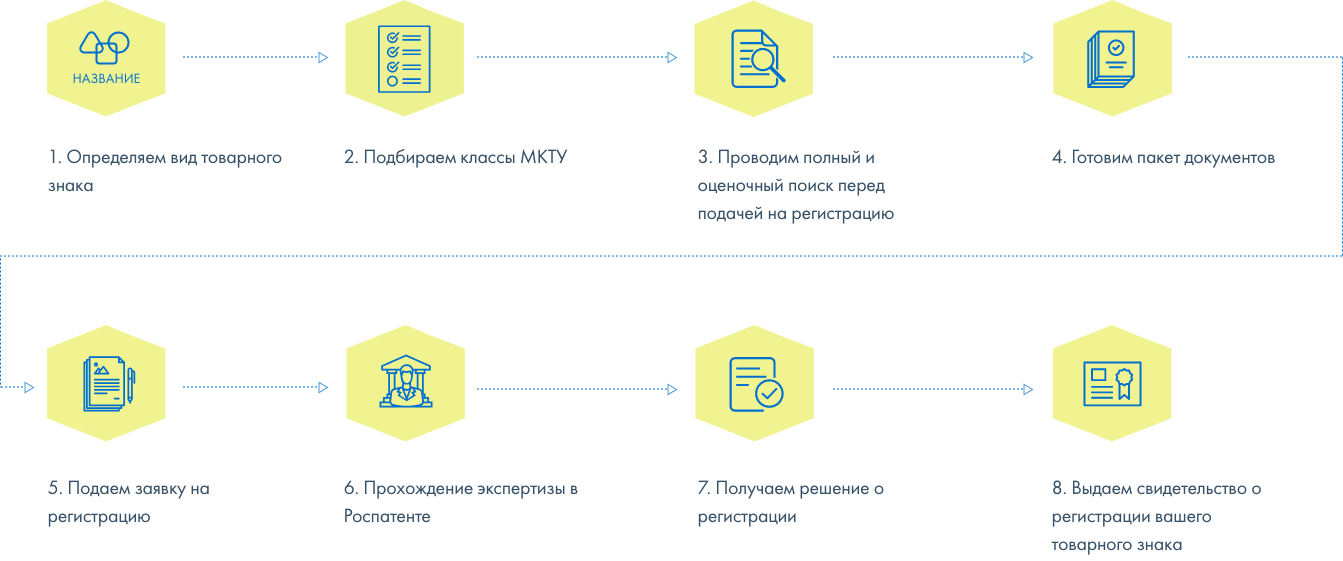 НАЗВАНИЕ
1. Определяем вид товарного
знака
2. Подбираем классы МКТУ
3. Проводим полный и
оценочный поиск перед
подачей на регистрацию
4. Готовим пакет документов
5. Подаем заявку на
регистрацию
6. Прохождение экспертизы в
Роспатенте
7. Получаем решение о
регистрации
8. Выдаем свидетельство о
регистрации вашего
товарного знака